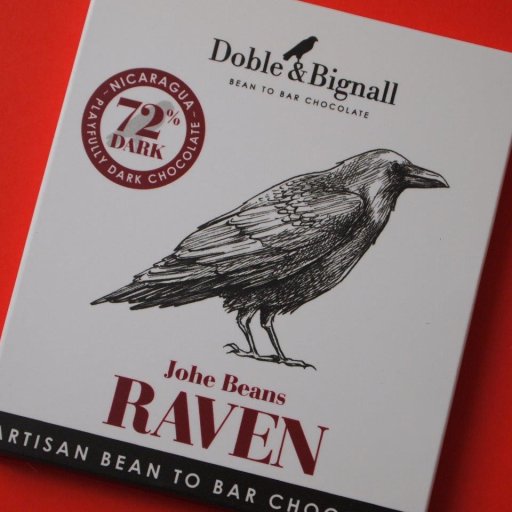 Doble & Bignall
BEAN TO BAR CHOCOLATE
NICARAGUA
72%
DARK
PLAYFULLY DARK CHOCOLATE
Johe Beans
RAVEN
ARTISAN BEAN TO BAR CHOC